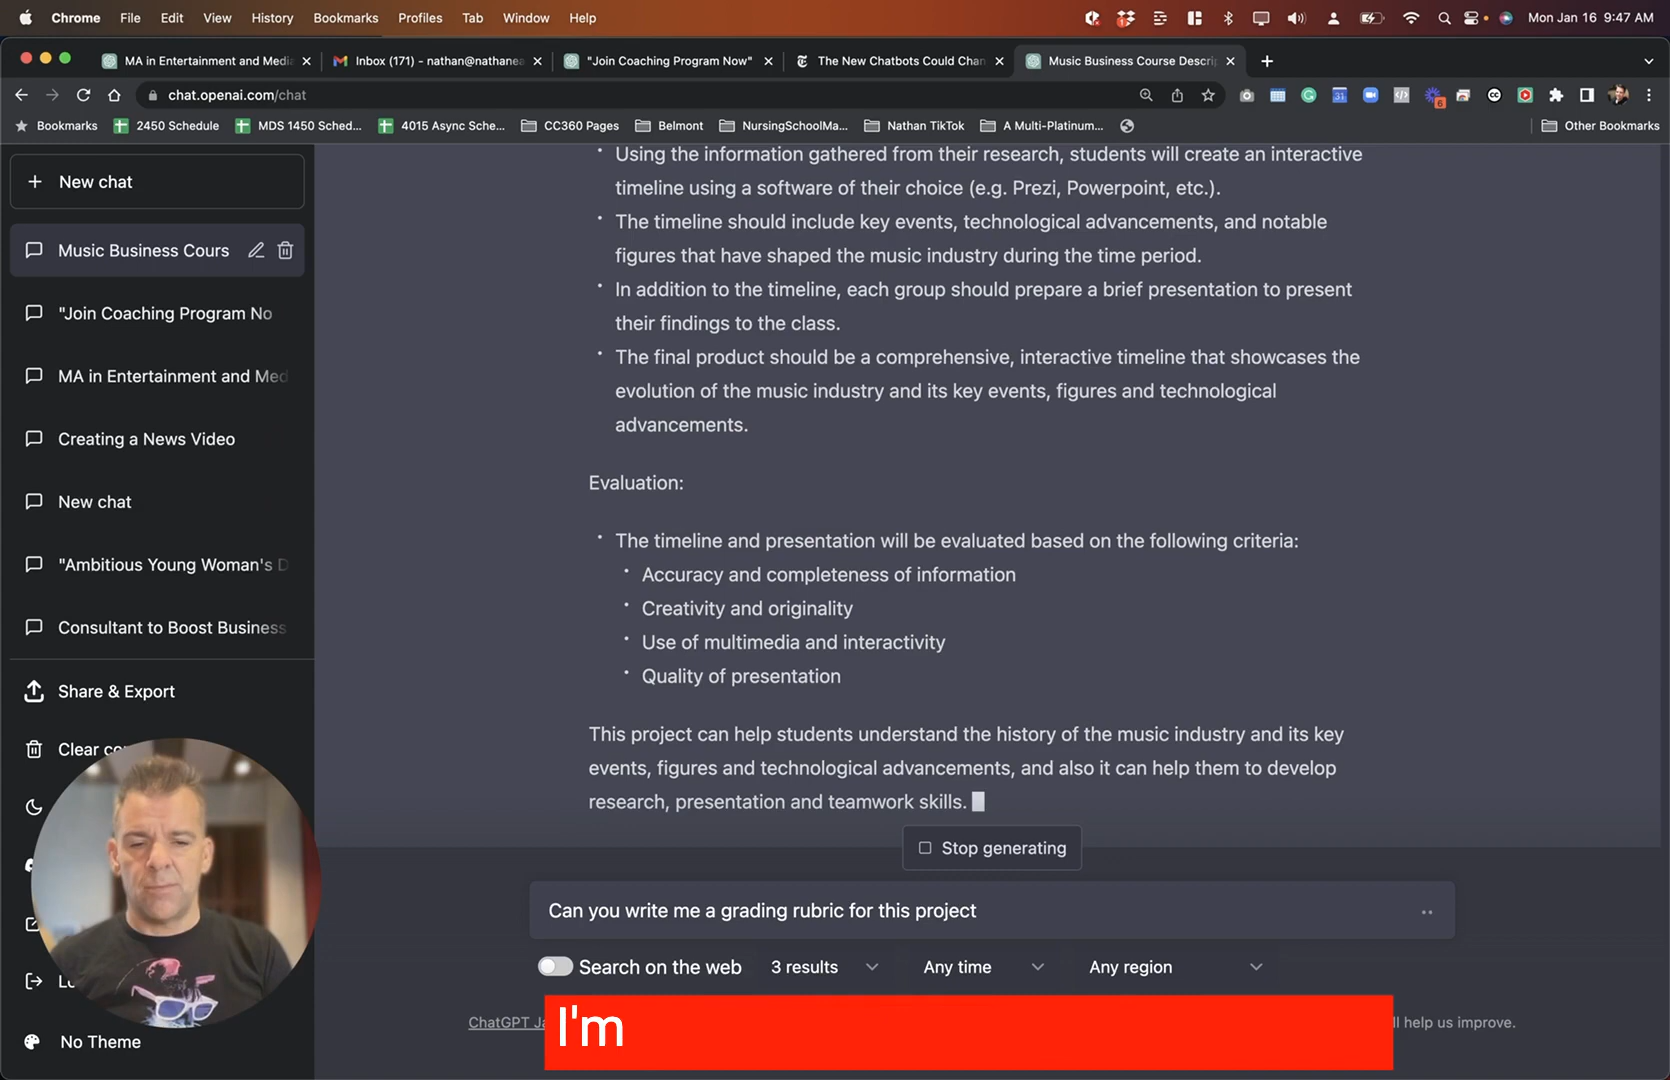 Chrome File Edit View History Bookmarks Profiles Tab Window Help Mon Jan 16 9:47 AM
MA in Entertainment and Media Inbox (171) - nathan@nathanea "Join Coaching Program Now" The New Chatbots Could Chan Music Business Course Descrip
chat.openai.com/chat
31
6
Bookmarks 2450 Schedule MDS 1450 Sched... 4015 Async Sche... CC360 Pages Belmont NursingSchoolMa... Nathan TikTok A Multi-Platinum... Other Bookmarks
New chat
Music Business Cours
"Join Coaching Program No
MA in Entertainment and Med
Creating a News Video
New chat
"Ambitious Young Woman's D
Consultant to Boost Business
Share & Export
Clear co
No Theme
Using the information gathered from their research, students will create an interactive
timeline using a software of their choice (e.g. Prezi, Powerpoint, etc.).
The timeline should include key events, technological advancements, and notable
figures that have shaped the music industry during the time period.
In addition to the timeline, each group should prepare a brief presentation to present
their findings to the class.
The final product should be a comprehensive, interactive timeline that showcases the
evolution of the music industry and its key events, figures and technological
advancements.
Evaluation:
The timeline and presentation will be evaluated based on the following criteria:
Accuracy and completeness of information
Creativity and originality
Use of multimedia and interactivity
Quality of presentation
This project can help students understand the history of the music industry and its key
events, figures and technological advancements, and also it can help them to develop
research, presentation and teamwork skills.
Stop generating
Can you write me a grading rubric for this project
Search on the web 3 results Any time Any region
ChatGPT Ja
I'm
ll help us improve.